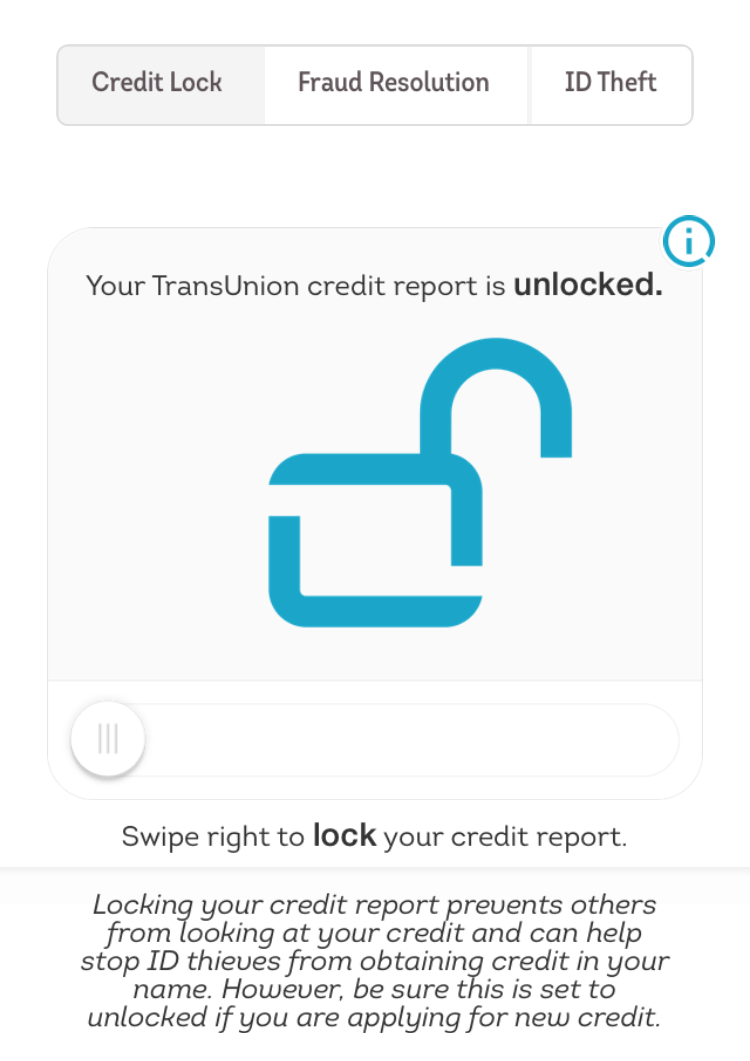 Credit Lock
Fraud Resolution
ID Theft
i
Your TransUnion credit report is unlocked.
Swipe right to lock your credit report.
Locking your credit report prevents others
from looking at your credit and can help
stop ID thieves from obtaining credit in your
name. However, be sure this is set to
unlocked if you are applying for new credit.